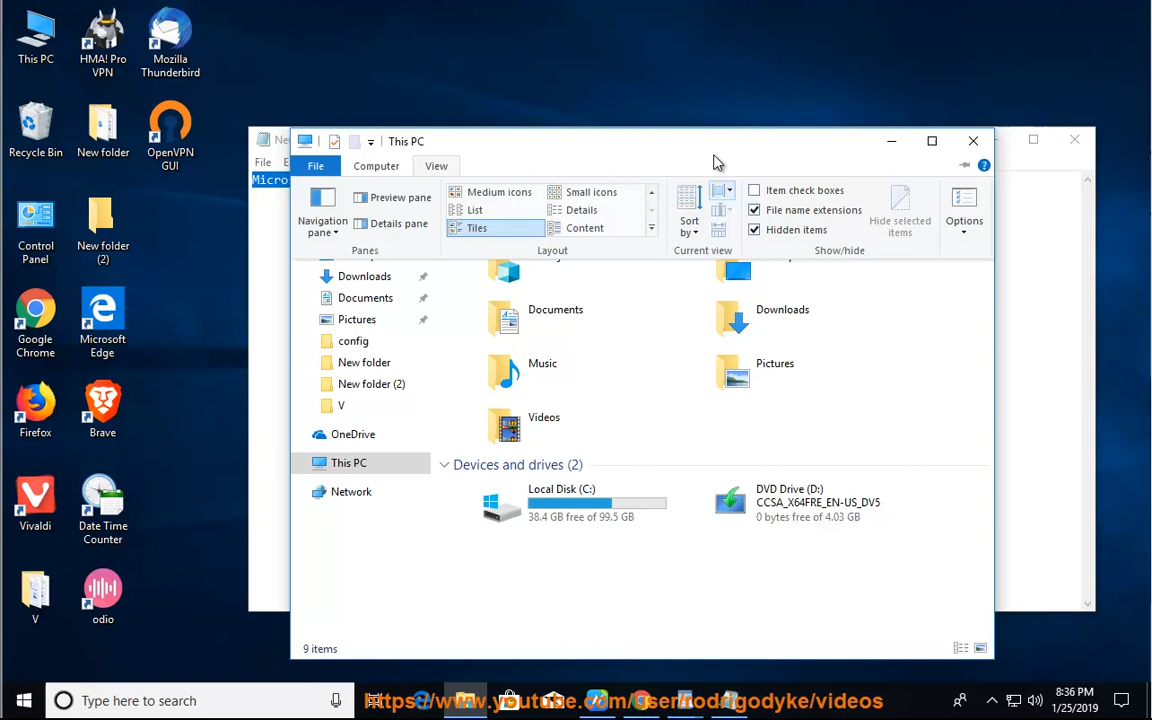 This PC
HMA! Pro
VPN
Mozilla
Thunderbird
Recycle Bin
New folder
OpenVPN
GUI
Control
Panel
New folder
(2)
Google
Chrome
Microsoft
Edge
Firefox
Brave
Vivaldi
Date Time
Counter
V
odio
File
Micro
This PC
File
Computer
View
Navigation
pane
Preview pane
Details pane
Panes
Medium icons
Small icons
List
Details
Tiles
Content
Layout
Sort
by
Current view
Item check boxes
File name extensions
Hidden items
Hide selected
items
Show/hide
Options
Downloads
Documents
Pictures
config
New folder
New folder (2)
V
OneDrive
This PC
Network
Documents
Downloads
Music
Pictures
Videos
Devices and drives (2)
Local Disk (C:)
38.4 GB free of 99.5 GB
DVD Drive (D:)
CCSA_X64FRE_EN-US_DV5
0 bytes free of 4.03 GB
9 items
Type here to search
https://www.youtube.com/user/rodrigodyke/videos
8:36 PM
1/25/2019